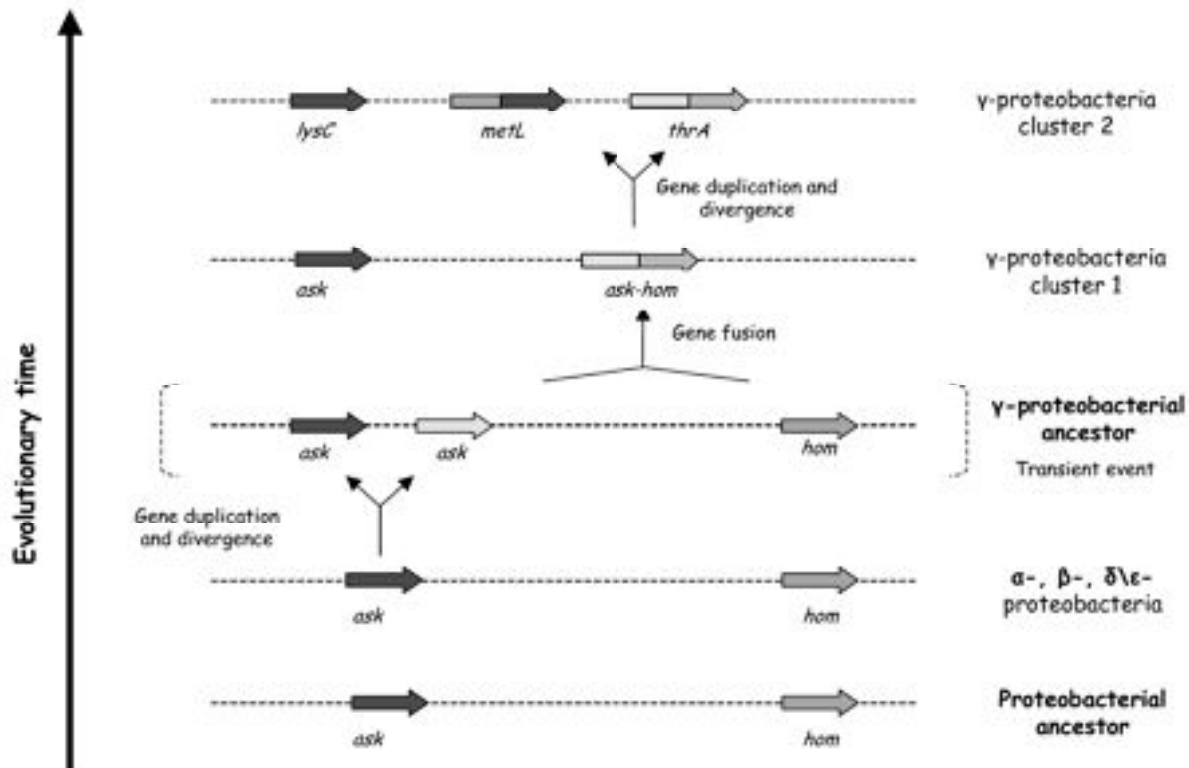 lysC
metL
thrA
γ-proteobacteria
cluster 2
Gene duplication and
divergence
ask
ask-hom
γ-proteobacteria
cluster 1
Gene fusion
Evolutionary time
ask
ask
hom
γ-proteobacterial
ancestor
Transient event
Gene duplication
and divergence
ask
hom
α-, β-, δ\ε-
proteobacteria
ask
hom
Proteobacterial
ancestor